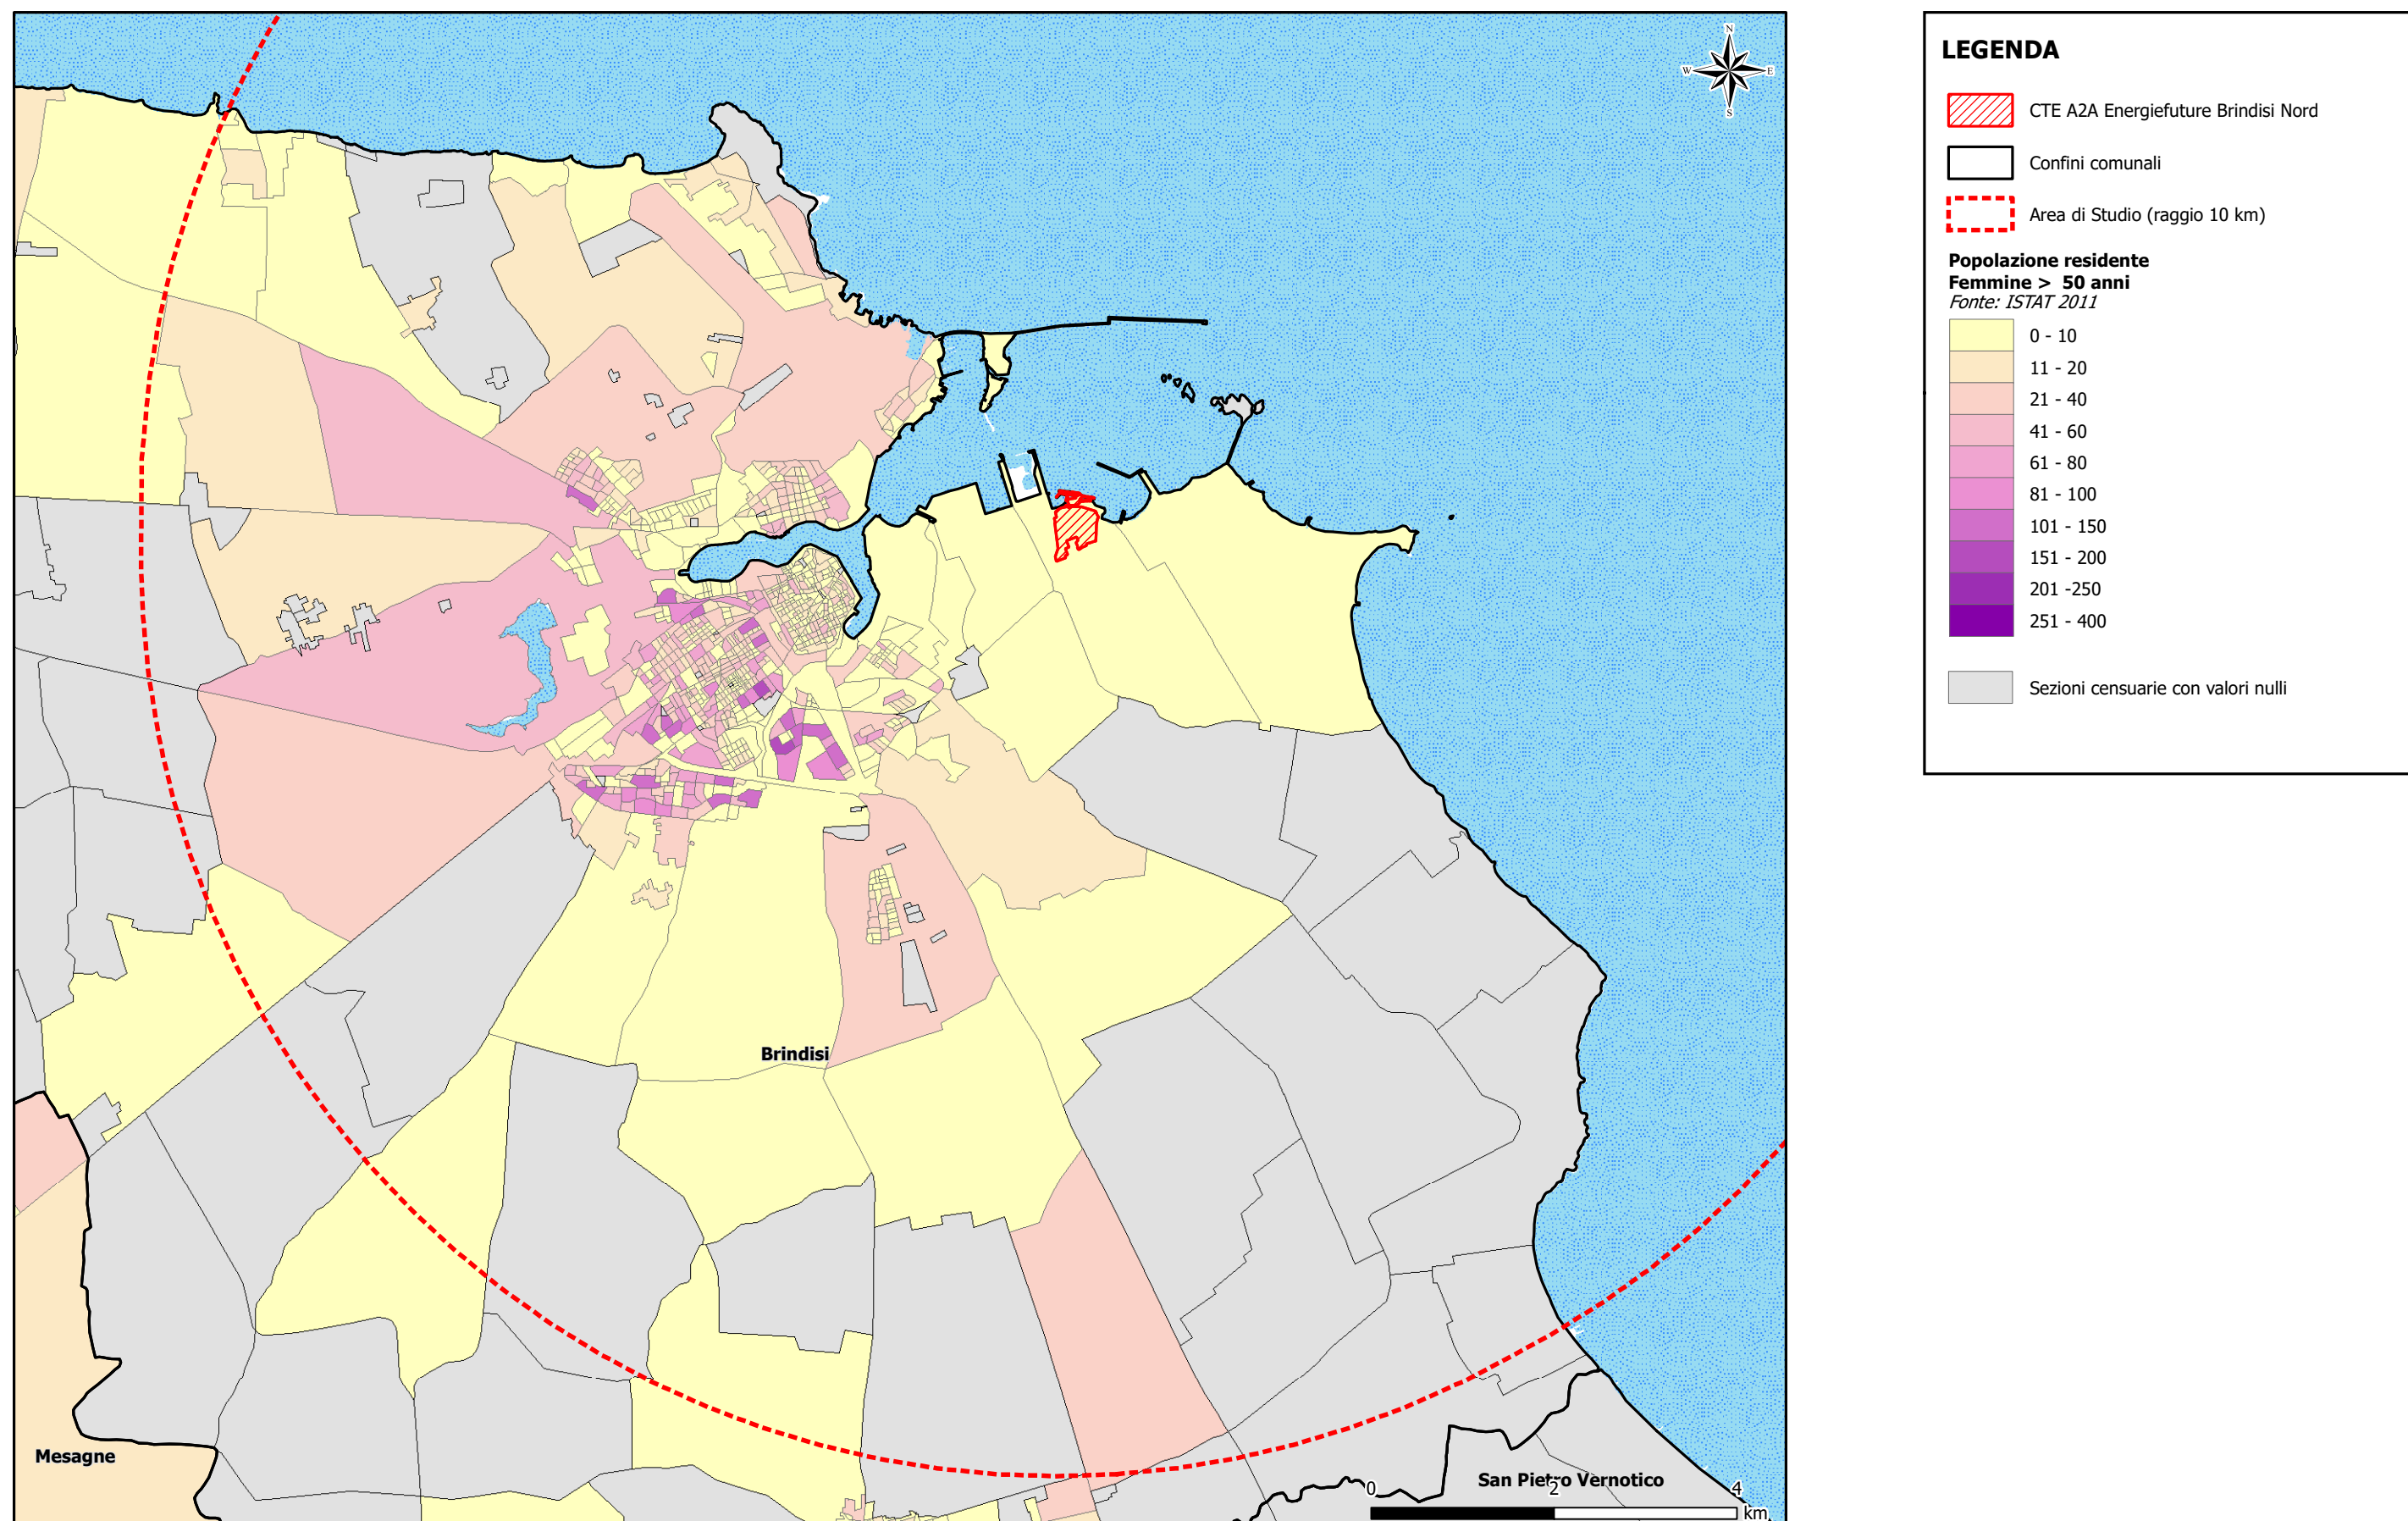 N
W
E
S
Brindisi
Mesagne
San Pietro Vernotico
0
2
4
km
LEGENDA
CTE A2A Energiefuture Brindisi Nord
Confini comunali
Area di Studio (raggio 10 km)
Popolazione residente
Femmine > 50 anni
Fonte: ISTAT 2011
0 - 10
11 - 20
21 - 40
41 - 60
61 - 80
81 - 100
101 - 150
151 - 200
201 -250
251 - 400
Sezioni censuarie con valori nulli